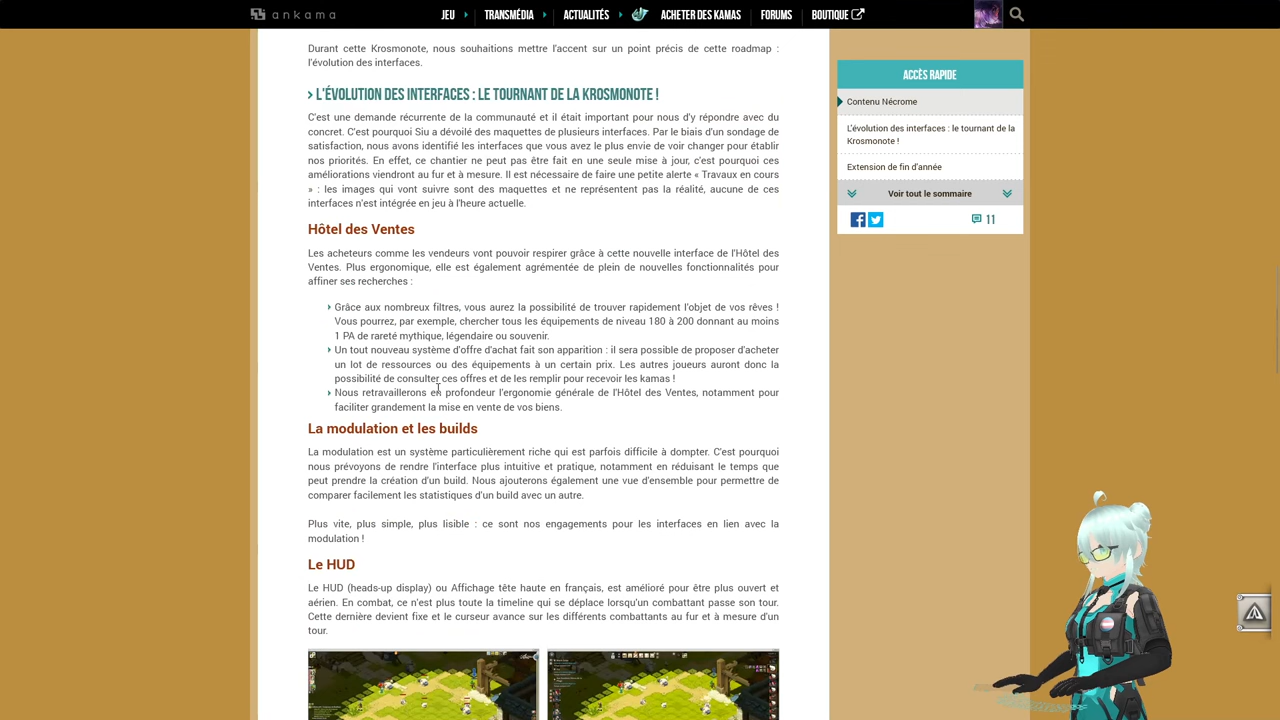 ankama
JEU
TRANSMÉDIA
ACTUALITÉS
ACHETER DES KAMAS
FORUMS
BOUTIQUE
Durant cette Krosmonote, nous souhaitions mettre l'accent sur un point précis de cette roadmap :
l'évolution des interfaces.
L'ÉVOLUTION DES INTERFACES : LE TOURNANT DE LA KROSMONOTE !
C'est une demande récurrente de la communauté et il était important pour nous d'y répondre avec du
concret. C'est pourquoi Siu a dévoilé des maquettes de plusieurs interfaces. Par le biais d'un sondage de
satisfaction, nous avons identifié les interfaces que vous avez le plus envie de voir changer pour établir
nos priorités. En effet, ce chantier ne peut pas être fait en une seule mise à jour, c'est pourquoi ces
améliorations viendront au fur et à mesure. Il est nécessaire de faire une petite alerte « Travaux en cours
» : les images qui vont suivre sont des maquettes et ne représentent pas la réalité, aucune de ces
interfaces n'est intégrée en jeu à l'heure actuelle.
Hôtel des Ventes
Les acheteurs comme les vendeurs vont pouvoir respirer grâce à cette nouvelle interface de l'Hôtel des
Ventes. Plus ergonomique, elle est également agrémentée de plein de nouvelles fonctionnalités pour
affiner ses recherches :
Grâce aux nombreux filtres, vous aurez la possibilité de trouver rapidement l'objet de vos rêves !
Vous pourrez, par exemple, chercher tous les équipements de niveau 180 à 200 donnant au moins
1 PA de rareté mythique, légendaire ou souvenir.
Un tout nouveau système d'offre d'achat fait son apparition : il sera possible de proposer d'acheter
un lot de ressources ou des équipements à un certain prix. Les autres joueurs auront donc la
possibilité de consulter ces offres et de les remplir pour recevoir les kamas !
Nous retravaillerons en profondeur l'ergonomie générale de l'Hôtel des Ventes, notamment pour
faciliter grandement la mise en vente de vos biens.
La modulation et les builds
La modulation est un système particulièrement riche qui est parfois difficile à dompter. C'est pourquoi
nous prévoyons de rendre l'interface plus intuitive et pratique, notamment en réduisant le temps que
peut prendre la création d'un build. Nous ajouterons également une vue d'ensemble pour permettre de
comparer facilement les statistiques d'un build avec un autre.
Plus vite, plus simple, plus lisible : ce sont nos engagements pour les interfaces en lien avec la
modulation !
Le HUD
Le HUD (heads-up display) ou Affichage tête haute en français, est amélioré pour être plus ouvert et
aérien. En combat, ce n'est plus toute la timeline qui se déplace lorsqu'un combattant passe son tour.
Cette dernière devient fixe et le curseur avance sur les différents combattants au fur et à mesure d'un
tour.
ACCÈS RAPIDE
Contenu Nécrome
L'évolution des interfaces : le tournant de la
Krosmonote !
Extension de fin d'année
Voir tout le sommaire
11